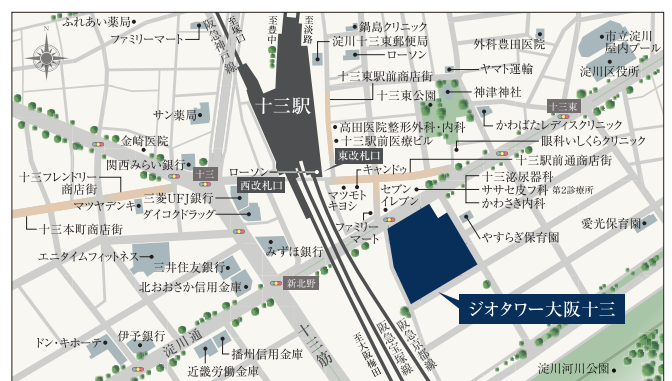 ふれあい薬局
ファミリーマート
阪急神戸線
至塚口
至豊中
至淡路
鍋島クリニック
淀川十三東郵便局
ローソン
外科豊田医院
市立淀川
屋内プール
淀川区役所
十三駅
十三東駅前商店街
ヤマト運輸
十三東公園
神津神社
十三東
サン薬局
高田医院整形外科・内科
十三駅前医療ビル
かわばたレディスクリニック
眼科いしくらクリニック
金崎医院
関西みらい銀行
十三
ローソン
東改札口
西改札口
キャンドゥ
十三駅前通商店街
十三フレンドリー
商店街
マツヤデンキ
三菱UFJ銀行
ダイコクドラッグ
マツモト
キヨシ
セブン
イレブン
十三泌尿器科
ササセ皮フ科 第2診療所
かわさき内科
十三本町商店街
ファミリー
マート
やすらぎ保育園
愛光保育園
みずほ銀行
エニタイムフィットネス
三井住友銀行
北おおさか信用金庫
新北野
ジオタワー大阪十三
ドン・キホーテ
伊予銀行
淀川通
播州信用金庫
近畿労働金庫
十三筋
至大阪梅田
阪急宝塚線
阪急京都線
淀川河川公園
N